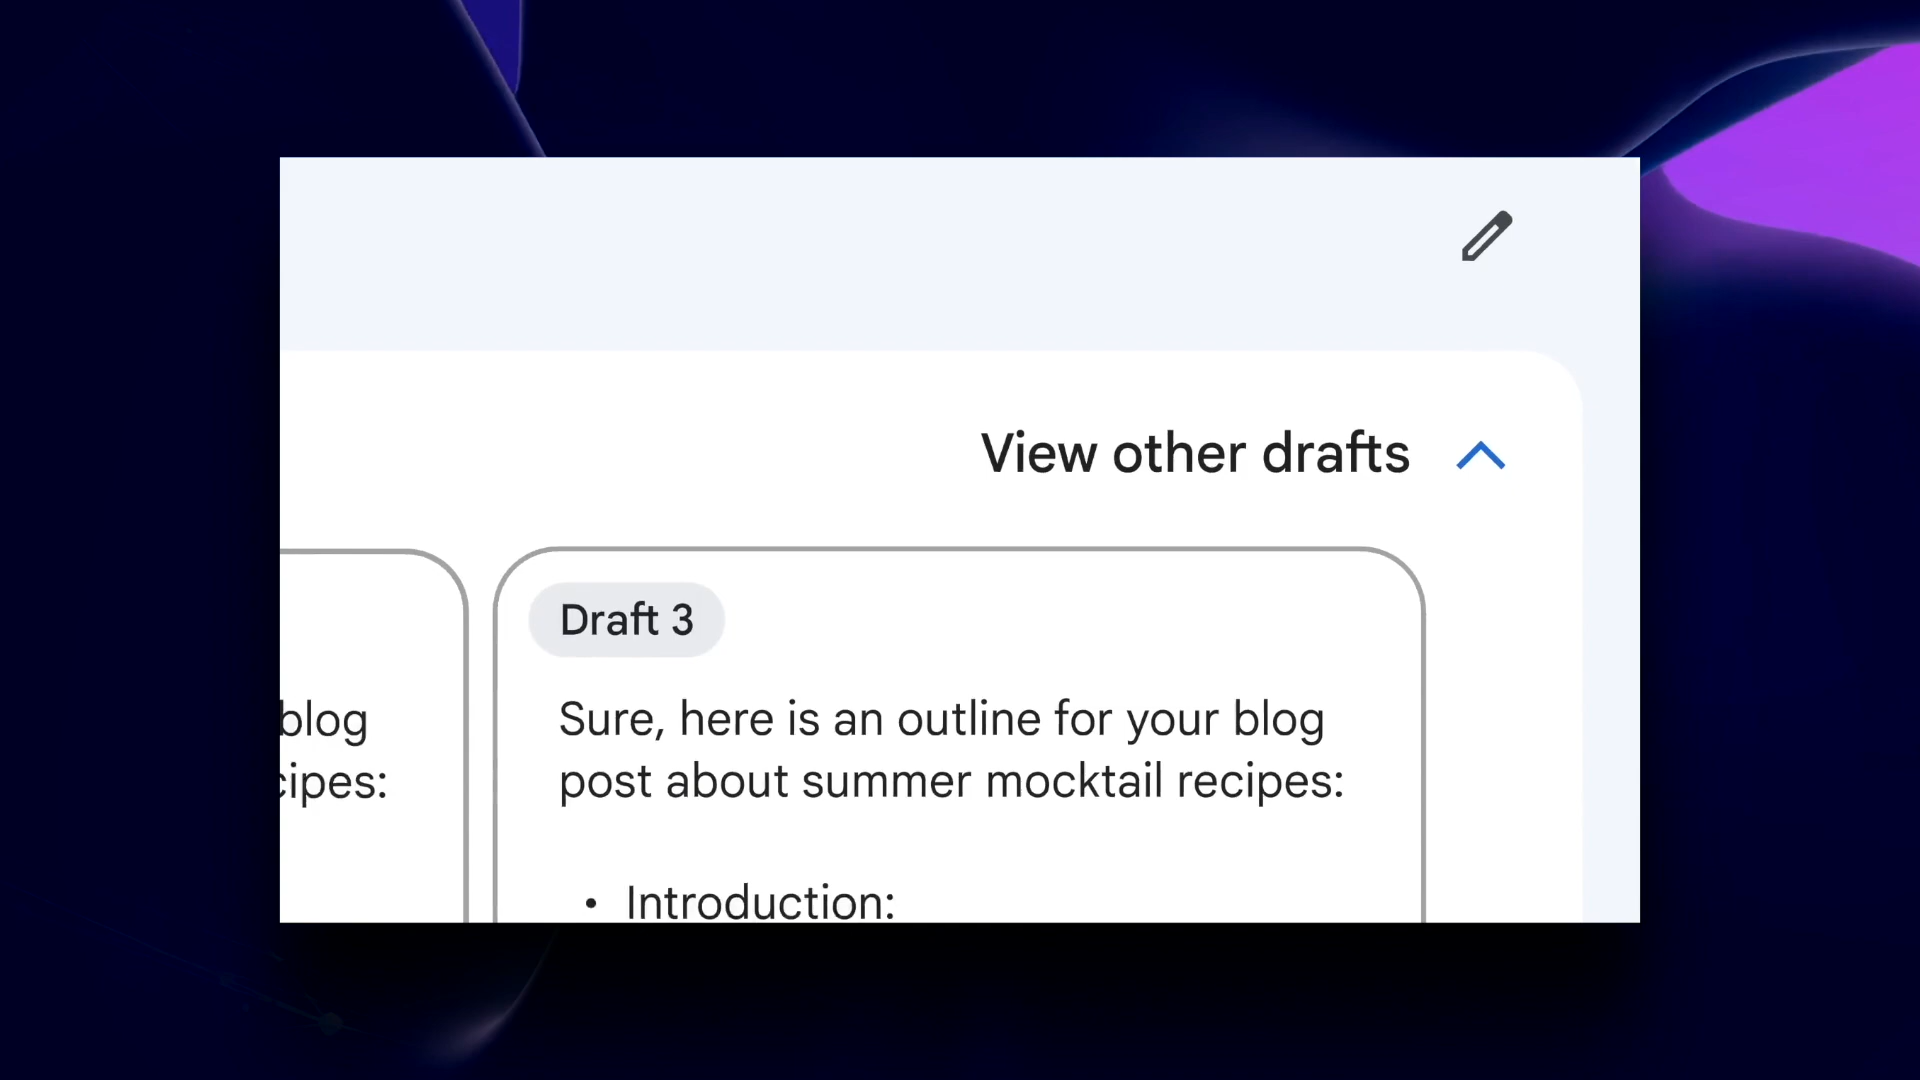 View other drafts
blog
cipes:
Draft 3
Sure, here is an outline for your blog
post about summer mocktail recipes:
• Introduction: